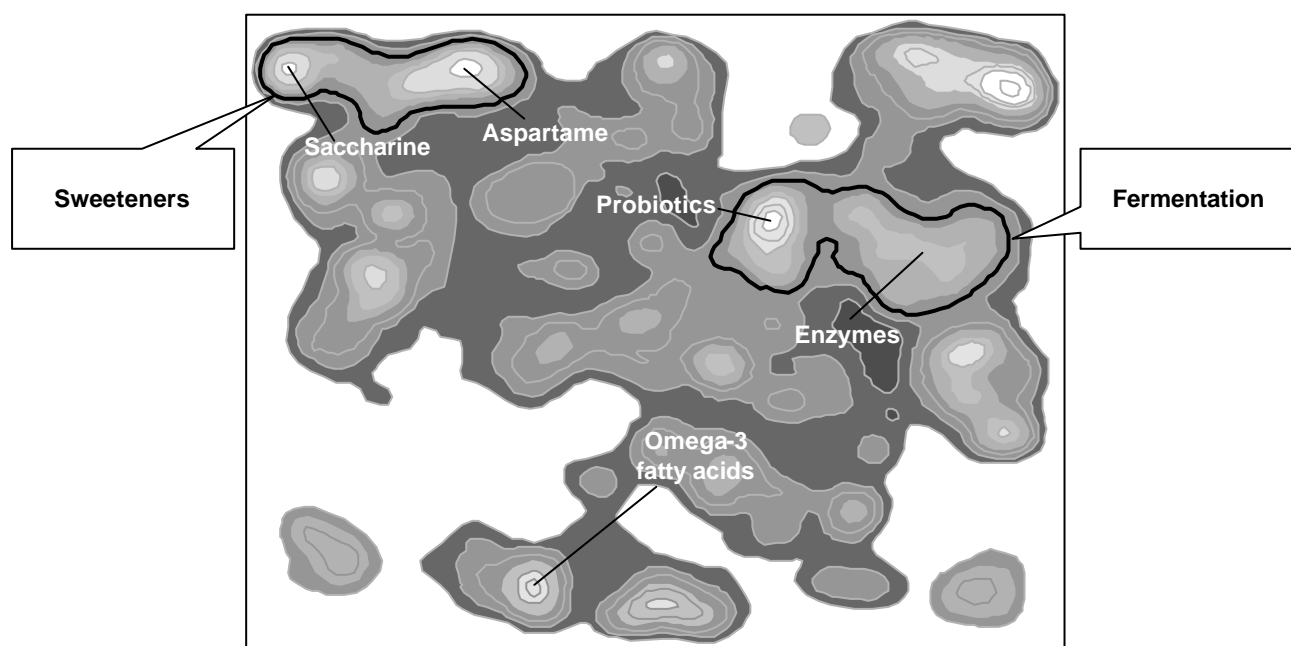 Saccharine
Aspartame
Sweeteners
Probiotics
Fermentation
Enzymes
Omega-3
fatty acids